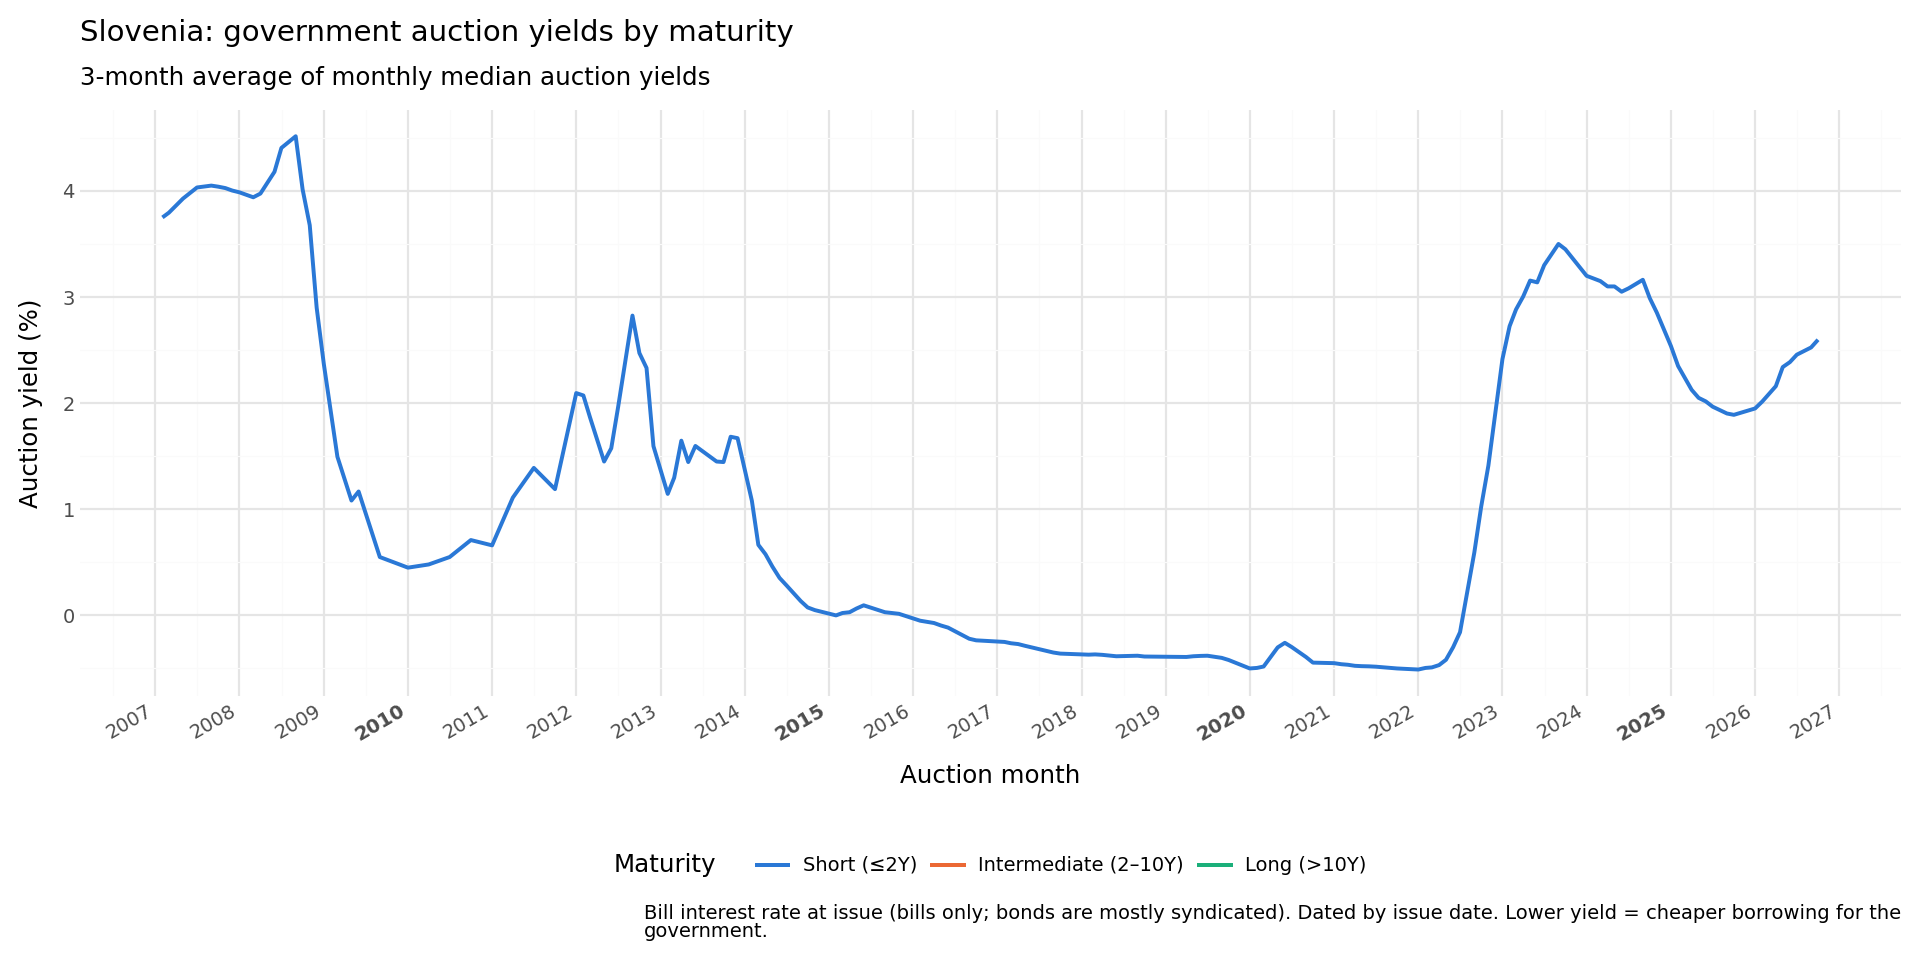 Slovenia: government auction yields by maturity
3-month average of monthly median auction yields
Auction yield (%)
4
3
2
1
0
2007
2008
2009
2010
2011
2012
2013
2014
2015
2016
2017
2018
2019
2020
2021
2022
2023
2024
2025
2026
2027
Auction month
Maturity
Short (≤2Y)
Intermediate (2–10Y)
Long (>10Y)
Bill interest rate at issue (bills only; bonds are mostly syndicated). Dated by issue date. Lower yield = cheaper borrowing for the
government.